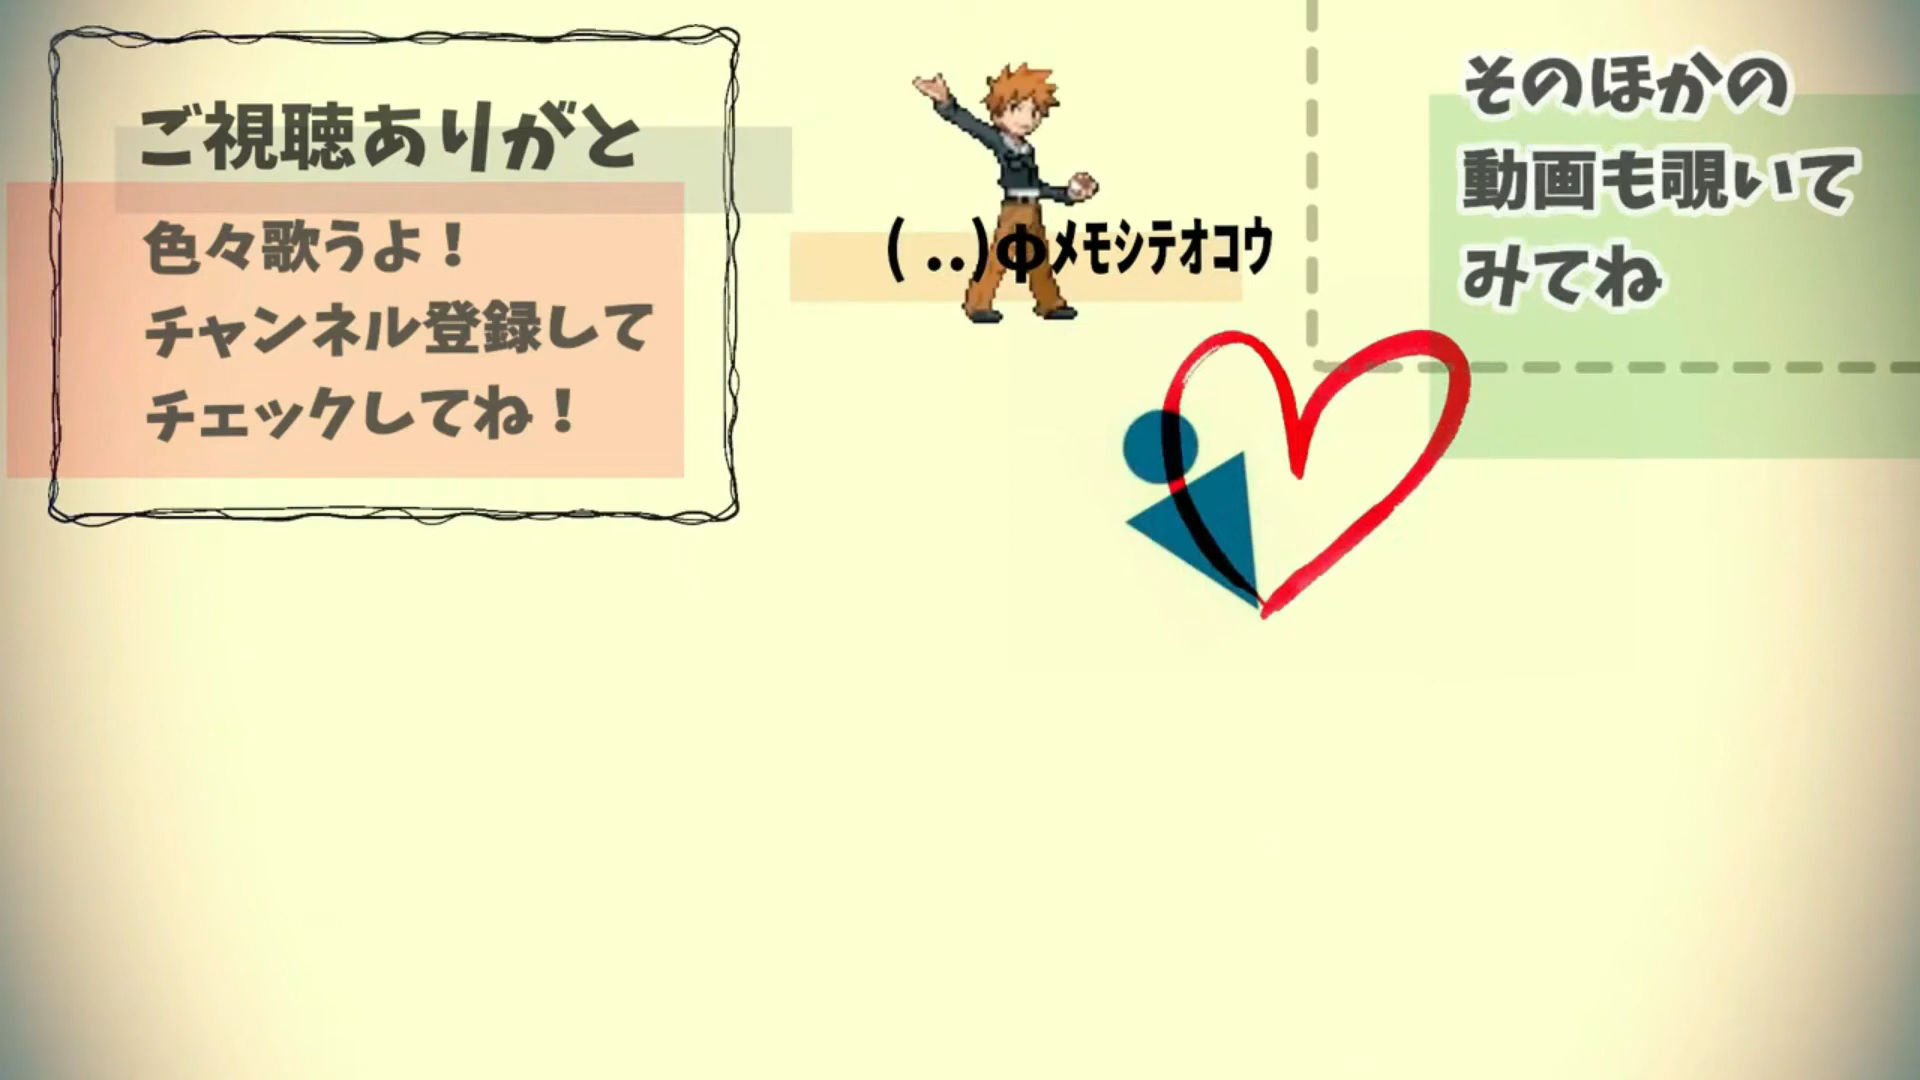 ご視聴ありがと
色々歌うよ！
チャンネル登録して
チェックしてね！
( ..)φﾒﾓｼﾃｵｺｳ
そのほかの
動画も覗いて
みてね